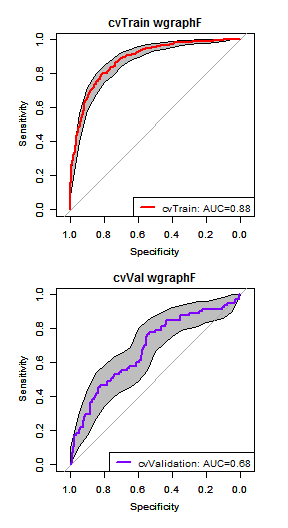 cvTrain wgraphF
Sensitivity
1.0
0.8
0.6
0.4
0.2
0.0
cvTrain: AUC=0.88
1.0 0.8 0.6 0.4 0.2 0.0
Specificity
cvVal wgraphF
Sensitivity
1.0
0.8
0.6
0.4
0.2
0.0
cvValidation: AUC=0.68
1.0 0.8 0.6 0.4 0.2 0.0
Specificity